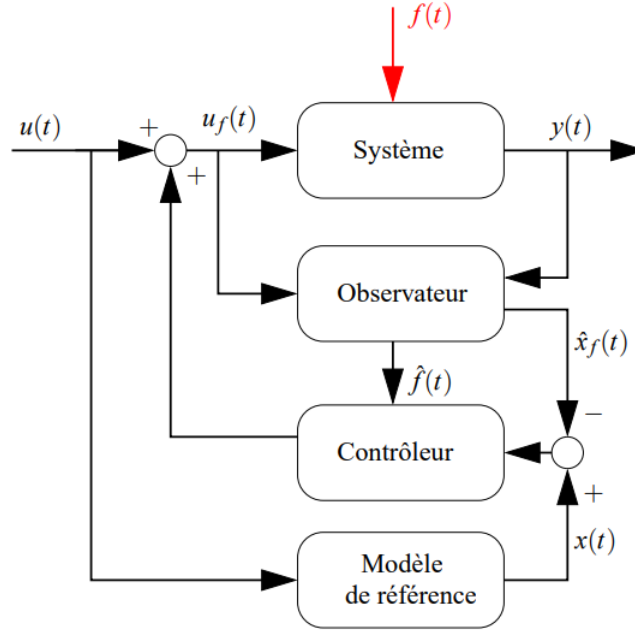 f(t)
u(t)
+
u_f(t)
y(t)
+
Système
Observateur
x̂_f(t)
f̂(t)
−
Contrôleur
+
x(t)
Modèle
de référence